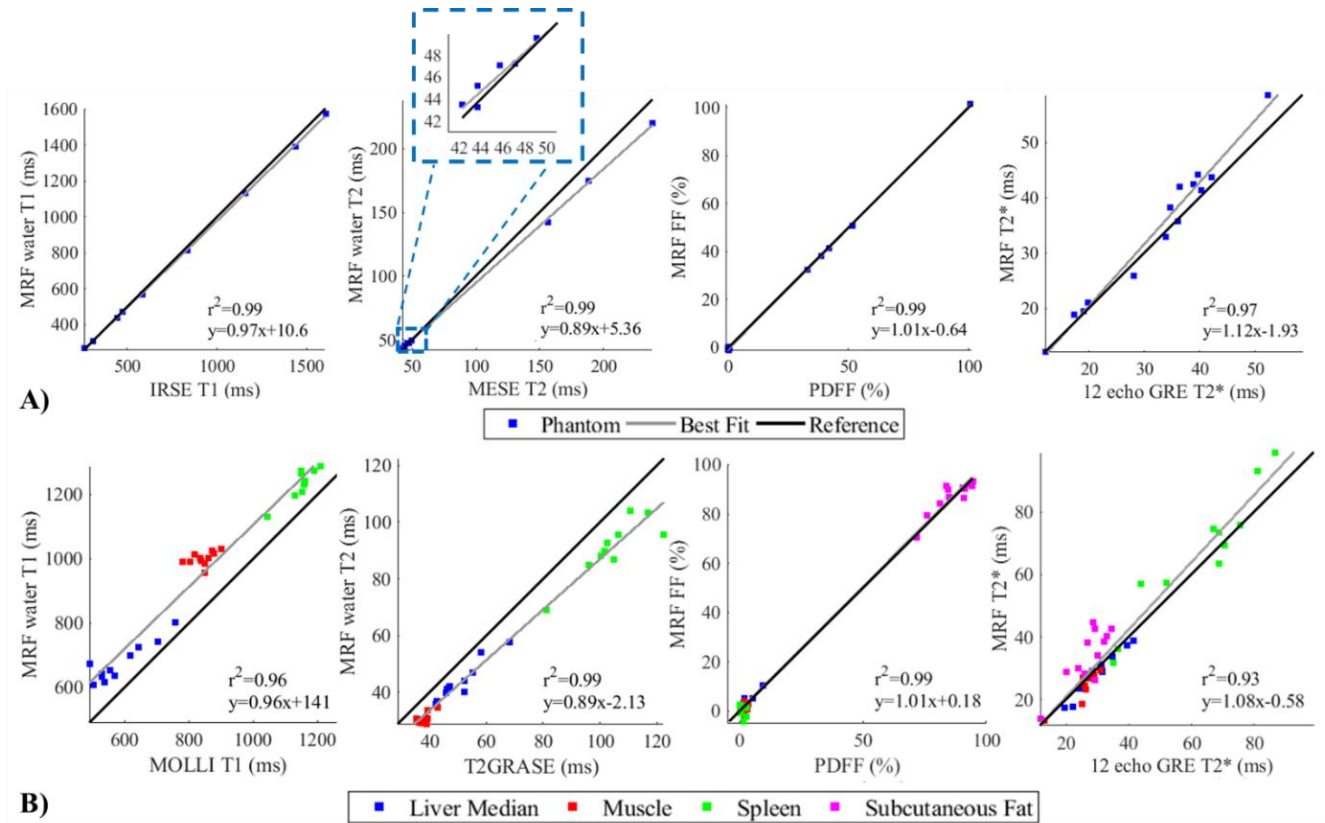 48
46
44
42
42 44 46 48 50
1600
1400
1200
1000
800
600
400
MRF water T1 (ms)
r²=0.99
y=0.97x+10.6
500 1000 1500
IRSE T1 (ms)
200
150
100
50
MRF water T2 (ms)
r²=0.99
y=0.89x+5.36
50 100 150 200
MESE T2 (ms)
100
80
60
40
20
0
MRF FF (%)
r²=0.99
y=1.01x-0.64
0 50 100
PDFF (%)
50
40
30
20
MRF T2* (ms)
r²=0.97
y=1.12x-1.93
20 30 40 50
12 echo GRE T2* (ms)
A)
Phantom Best Fit Reference
1200
1000
800
600
MRF water T1 (ms)
r²=0.96
y=0.96x+141
600 800 1000 1200
MOLLI T1 (ms)
120
100
80
60
40
MRF water T2 (ms)
r²=0.99
y=0.89x-2.13
40 60 80 100 120
T2GRASE (ms)
100
80
60
40
20
0
MRF FF (%)
r²=0.99
y=1.01x+0.18
0 50 100
PDFF (%)
80
60
40
20
MRF T2* (ms)
r²=0.93
y=1.08x-0.58
20 40 60 80
12 echo GRE T2* (ms)
B)
Liver Median Muscle Spleen Subcutaneous Fat